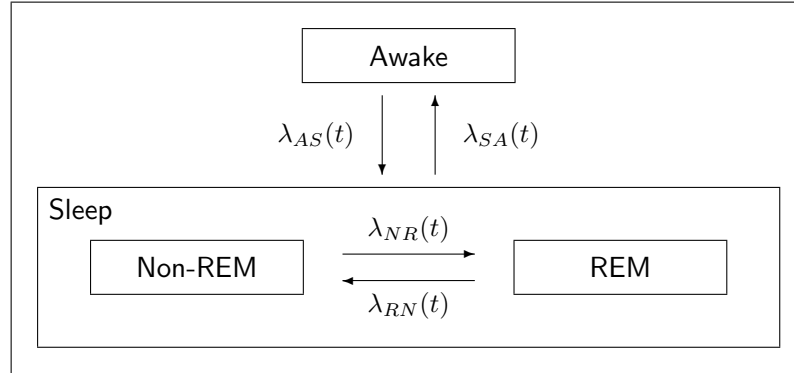 Awake
λ_AS(t) λ_SA(t)
Sleep
λ_NR(t)
Non-REM REM
λ_RN(t)